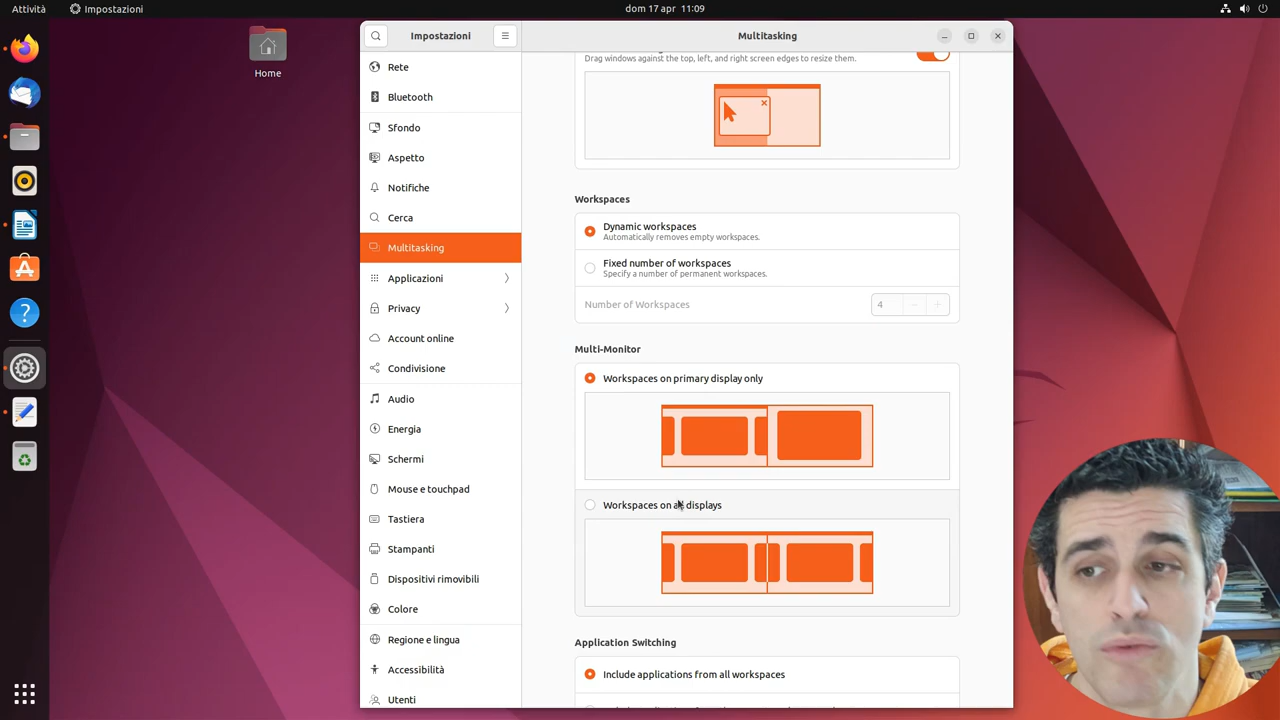 Attività
Impostazioni
dom 17 apr 11:09
Home
Impostazioni
Multitasking
Rete
Bluetooth
Sfondo
Aspetto
Notifiche
Cerca
Multitasking
Applicazioni
Privacy
Account online
Condivisione
Audio
Energia
Schermi
Mouse e touchpad
Tastiera
Stampanti
Dispositivi rimovibili
Colore
Regione e lingua
Accessibilità
Utenti
Drag windows against the top, left, and right screen edges to resize them.
Workspaces
Dynamic workspaces
Automatically removes empty workspaces.
Fixed number of workspaces
Specify a number of permanent workspaces.
Number of Workspaces
4
Multi-Monitor
Workspaces on primary display only
Workspaces on all displays
Application Switching
Include applications from all workspaces